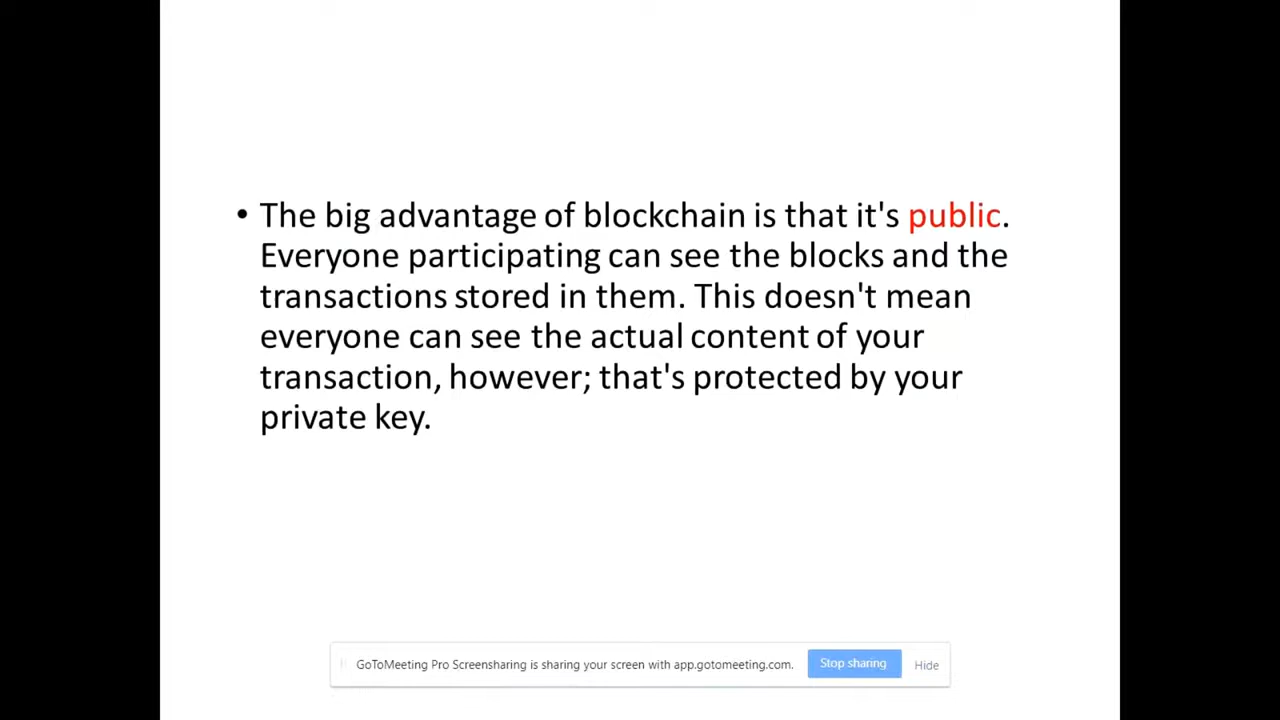 • The big advantage of blockchain is that it's public.
Everyone participating can see the blocks and the
transactions stored in them. This doesn't mean
everyone can see the actual content of your
transaction, however; that's protected by your
private key.
GoToMeeting Pro Screensharing is sharing your screen with app.gotomeeting.com. Stop sharing Hide